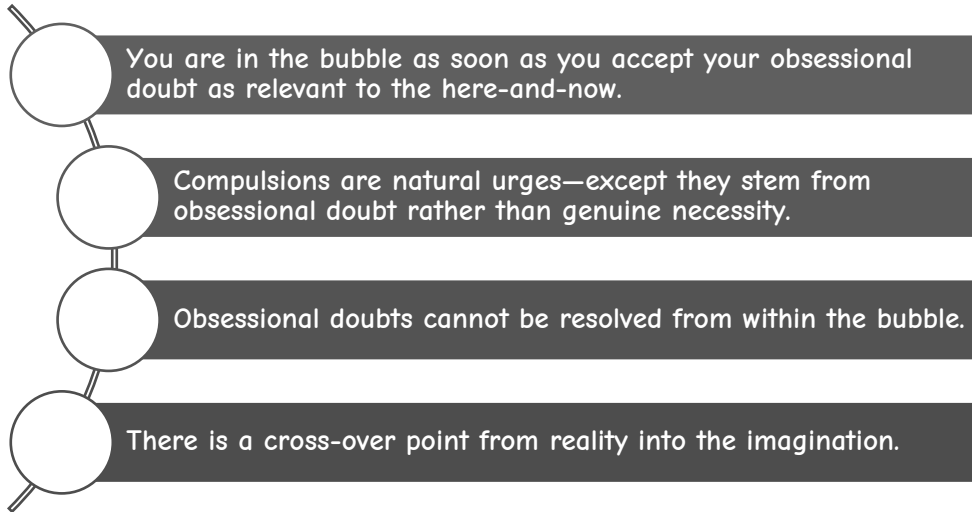 You are in the bubble as soon as you accept your obsessional
doubt as relevant to the here-and-now.
Compulsions are natural urges—except they stem from
obsessional doubt rather than genuine necessity.
Obsessional doubts cannot be resolved from within the bubble.
There is a cross-over point from reality into the imagination.